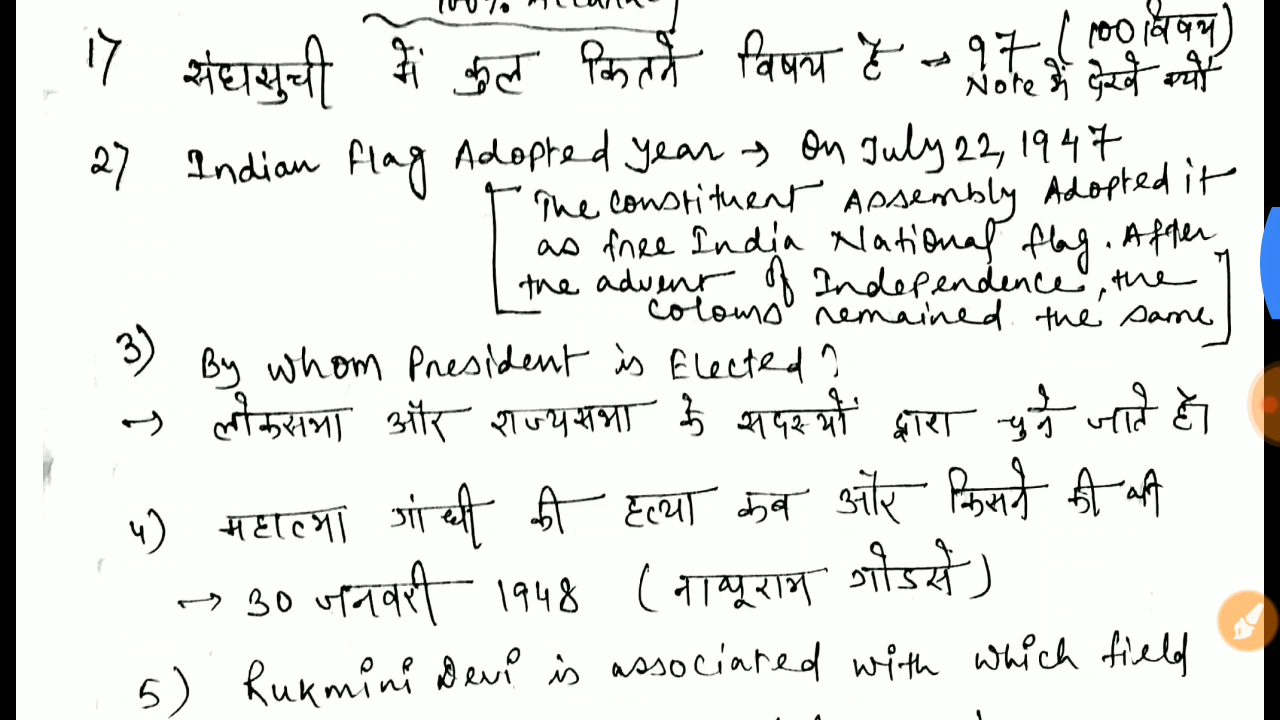 100%
1) संघसुची में कुल कितने विषय है → 97 (100 विषय)
Note में देखे क्यों
2) Indian flag Adopted year → On July 22, 1947
[The constituent Assembly Adopted it
as free India National flag. After
the advent of Independence, the
colours remained the same]
3) By whom President is Elected?
→ लोकसभा और राज्यसभा के सदस्यों द्वारा चुने जाते है।
4) महात्मा गांधी की हत्या कब और किसने की थी
→ 30 जनवरी 1948 (नाथूराम गोडसे)
5) Rukmini Devi is associated with which field